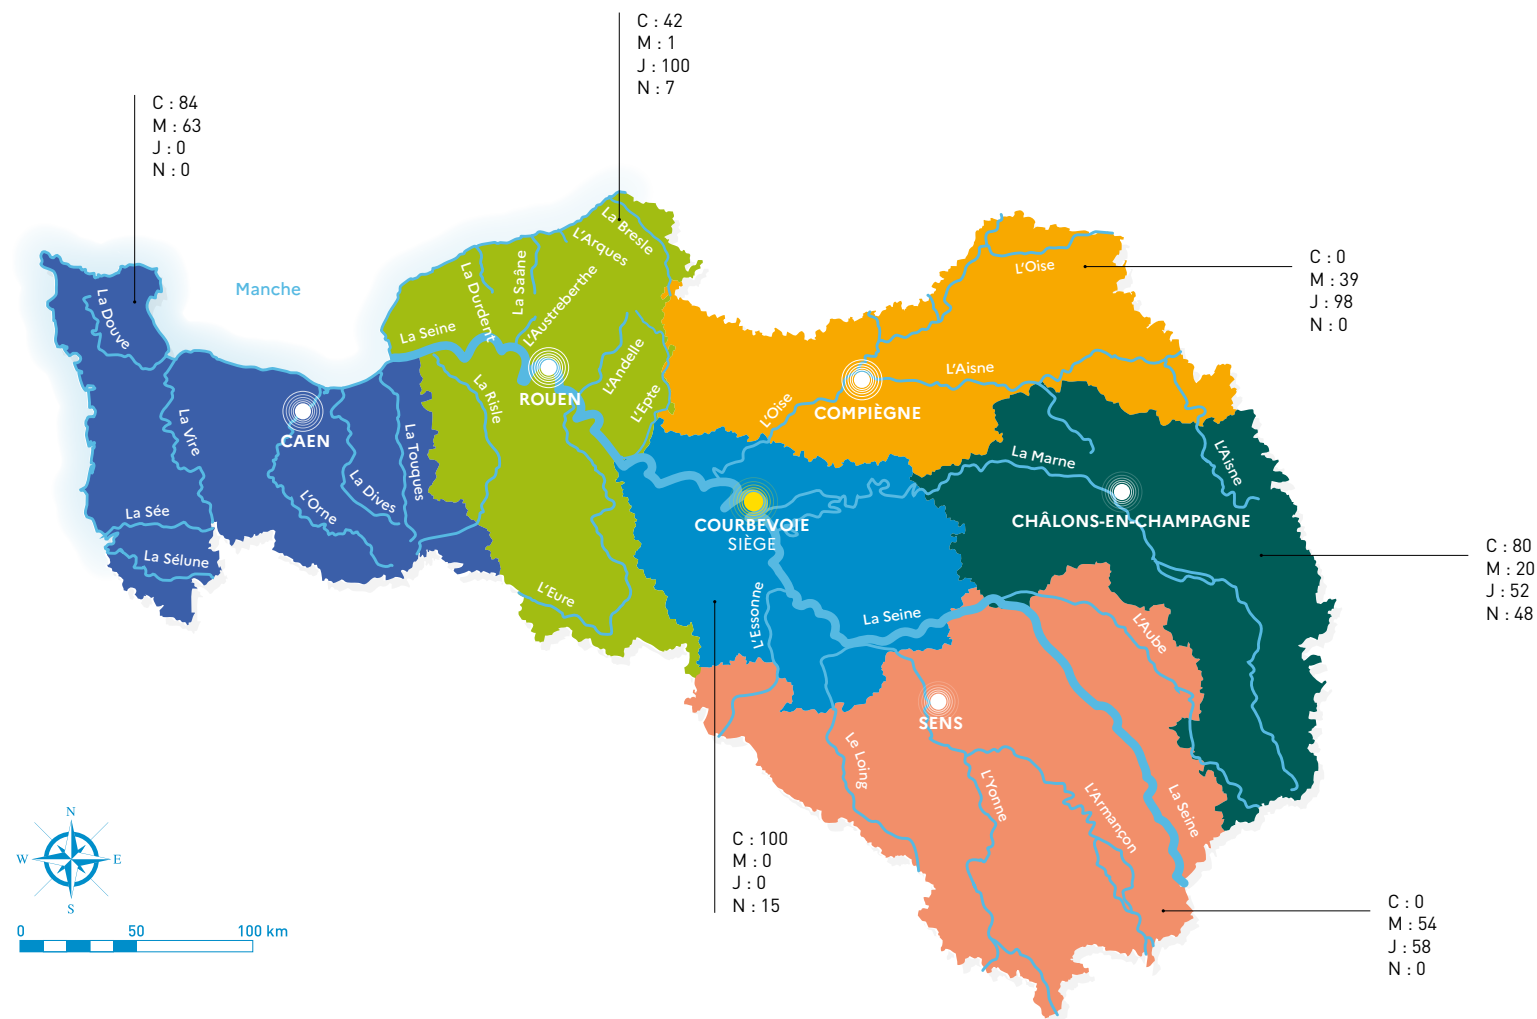 C : 42
M : 1
J : 100
N : 7
C : 84
M : 63
J : 0
N : 0
La Bresle
L'Arques
La Saâne
La Durdent
L'Austreberthe
Manche
La Seine
La Douve
L'Oise
C : 0
M : 39
J : 98
N : 0
L'Andelle
L'Epte
La Risle
ROUEN
L'Aisne
L'Oise
COMPIÈGNE
La Vire
CAEN
La Touques
La Dives
L'Orne
La Sée
La Sélune
La Marne
L'Aisne
CHÂLONS-EN-CHAMPAGNE
COURBEVOIE
SIÈGE
C : 80
M : 20
J : 52
N : 48
L'Eure
L'Essonne
La Seine
L'Aube
SENS
Le Loing
L'Yonne
L'Armançon
La Seine
N
W
E
S
0
50
100 km
C : 100
M : 0
J : 0
N : 15
C : 0
M : 54
J : 58
N : 0